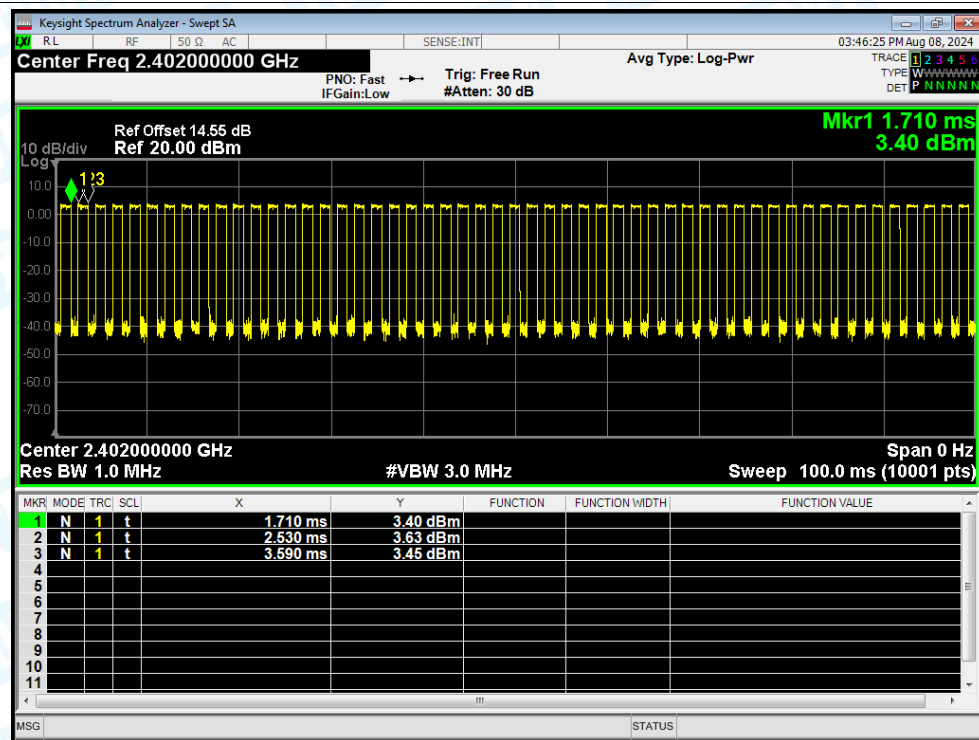 Keysight Spectrum Analyzer - Swept SA
LXI RL RF 50 Ω AC SENSE:INT 03:46:25 PM Aug 08, 2024
Center Freq 2.402000000 GHz Avg Type: Log-Pwr TRACE 1 2 3 4 5 6
PNO: Fast Trig: Free Run TYPE WWWWWW
IFGain:Low #Atten: 30 dB DET P N N N N N
Mkr1 1.710 ms
Ref Offset 14.55 dB
10 dB/div Ref 20.00 dBm 3.40 dBm
Log
10.0
0.00
-10.0
-20.0
-30.0
-40.0
-50.0
-60.0
-70.0
1 2 3
Center 2.402000000 GHz Span 0 Hz
Res BW 1.0 MHz #VBW 3.0 MHz Sweep 100.0 ms (10001 pts)
MKR MODE TRC SCL X Y FUNCTION FUNCTION WIDTH FUNCTION VALUE
1 N 1 t 1.710 ms 3.40 dBm
2 N 1 t 2.530 ms 3.63 dBm
3 N 1 t 3.590 ms 3.45 dBm
4
5
6
7
8
9
10
11
MSG STATUS